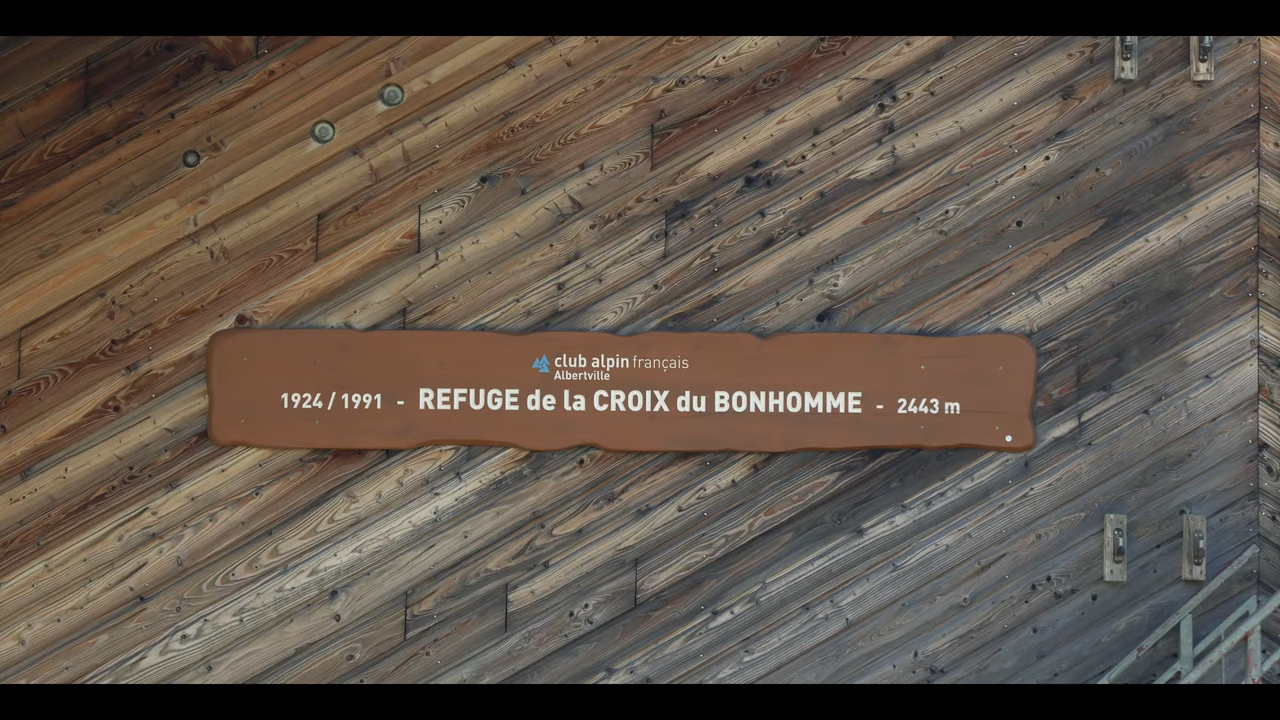 club alpin français
Albertville
1924 / 1991 - REFUGE de la CROIX du BONHOMME - 2443 m